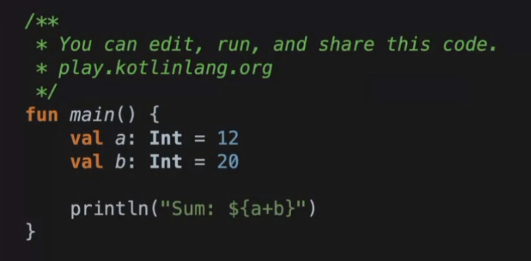 /**
 * You can edit, run, and share this code.
 * play.kotlinlang.org
 */
fun main() {
    val a: Int = 12
    val b: Int = 20

    println("Sum: ${a+b}")
}